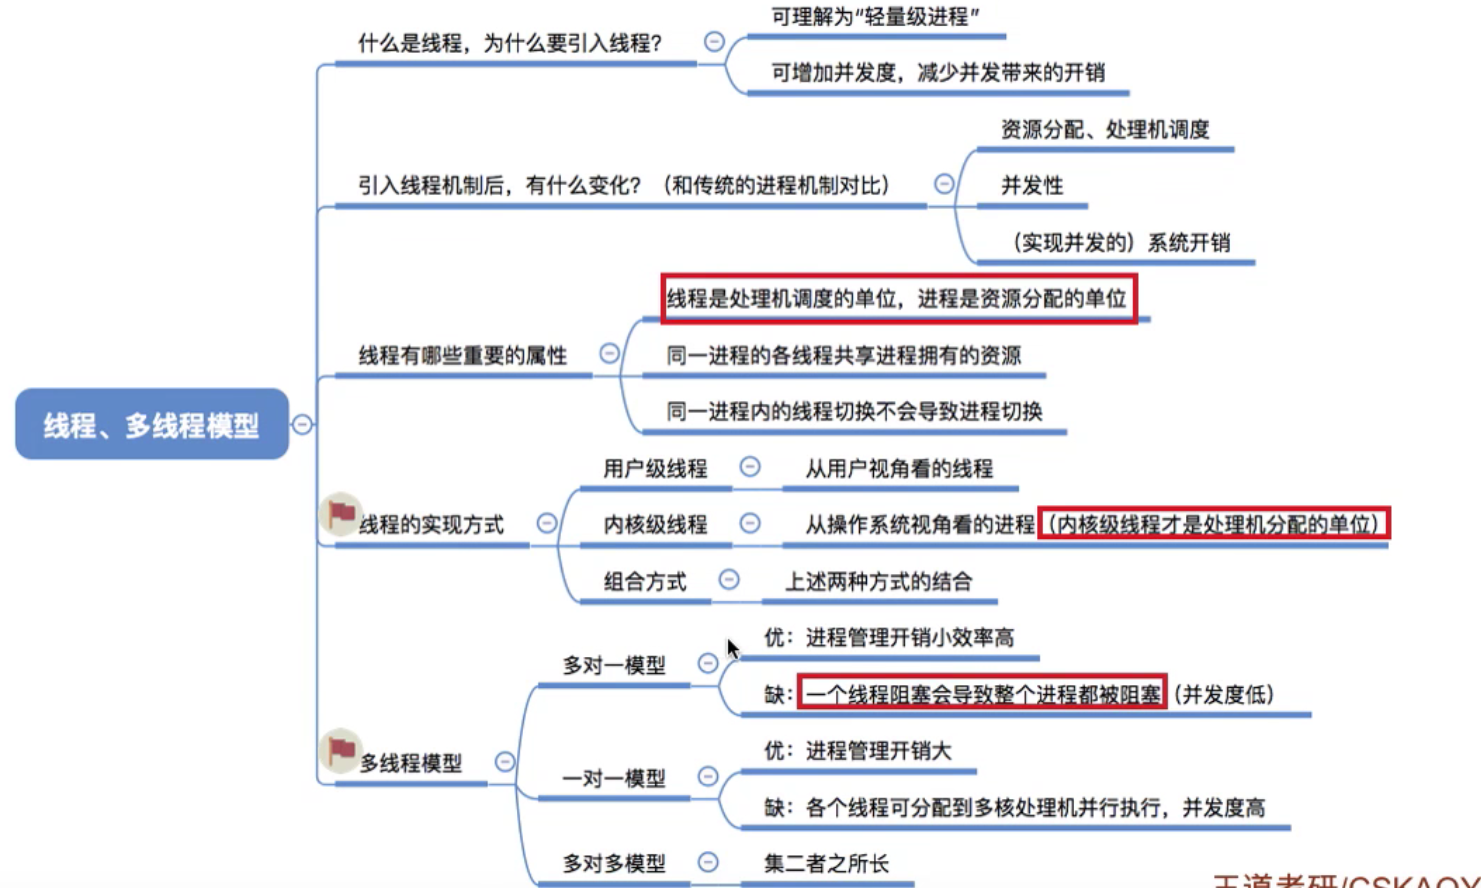 可理解为“轻量级进程”
什么是线程，为什么要引入线程？
可增加并发度，减少并发带来的开销
资源分配、处理机调度
引入线程机制后，有什么变化？（和传统的进程机制对比）
并发性
（实现并发的）系统开销
线程是处理机调度的单位，进程是资源分配的单位
线程有哪些重要的属性
同一进程的各线程共享进程拥有的资源
同一进程内的线程切换不会导致进程切换
线程、多线程模型
用户级线程
从用户视角看的线程
线程的实现方式
内核级线程
从操作系统视角看的进程（内核级线程才是处理机分配的单位）
组合方式
上述两种方式的结合
优：进程管理开销小效率高
多对一模型
缺：一个线程阻塞会导致整个进程都被阻塞（并发度低）
多线程模型
优：进程管理开销大
一对一模型
缺：各个线程可分配到多核处理机并行执行，并发度高
多对多模型
集二者之所长
王道考研/CSKAOY